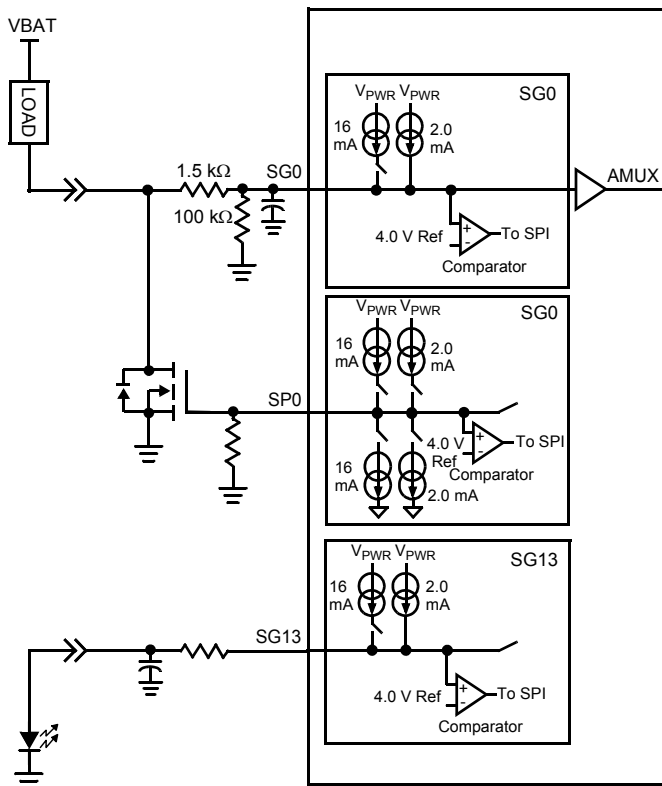 VBAT
LOAD
1.5 kΩ
100 kΩ
SG0
VPWR VPWR
SG0
16 mA
2.0 mA
4.0 V Ref
+
-
To SPI
Comparator
AMUX
SP0
VPWR VPWR
SG0
16 mA
2.0 mA
4.0 V Ref
+
-
To SPI
Comparator
16 mA
2.0 mA
SG13
VPWR VPWR
SG13
16 mA
2.0 mA
4.0 V Ref
+
-
To SPI
Comparator